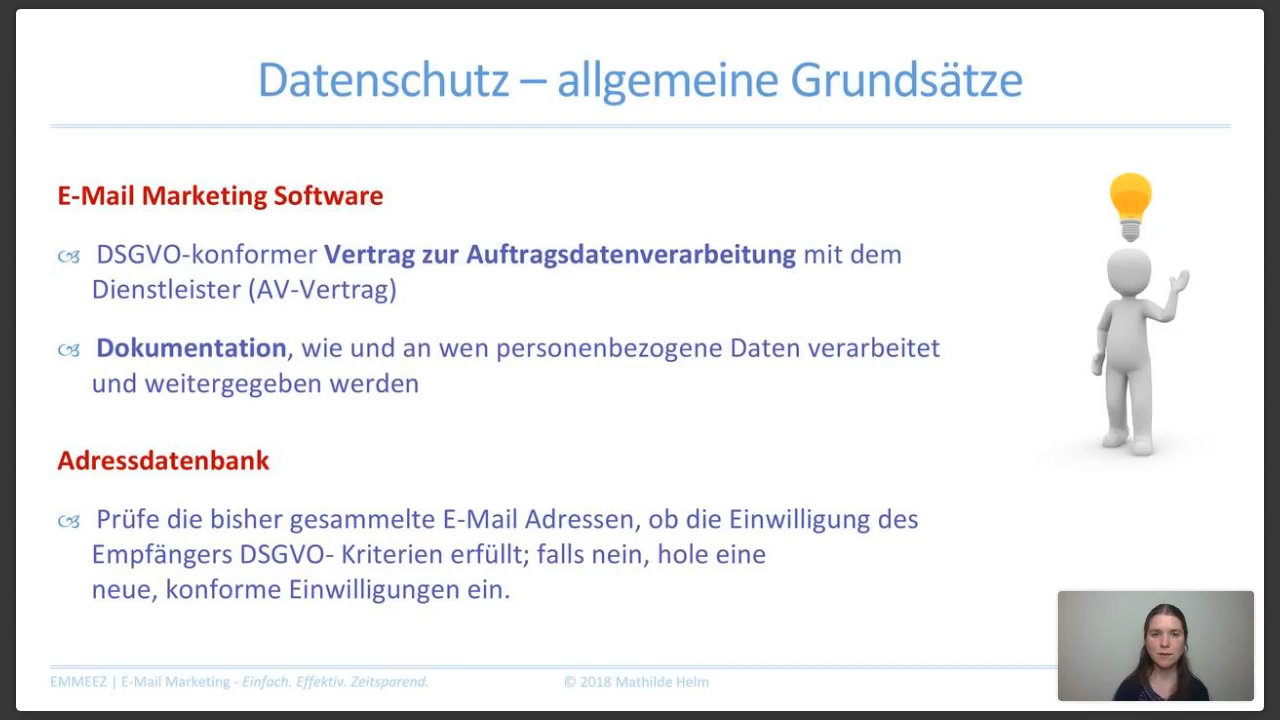 Datenschutz – allgemeine Grundsätze
E-Mail Marketing Software
DSGVO-konformer Vertrag zur Auftragsdatenverarbeitung mit dem
Dienstleister (AV-Vertrag)
Dokumentation, wie und an wen personenbezogene Daten verarbeitet
und weitergegeben werden
Adressdatenbank
Prüfe die bisher gesammelte E-Mail Adressen, ob die Einwilligung des
Empfängers DSGVO- Kriterien erfüllt; falls nein, hole eine
neue, konforme Einwilligungen ein.
EMMEEZ | E-Mail Marketing - Einfach. Effektiv. Zeitsparend.
© 2018 Mathilde Helm